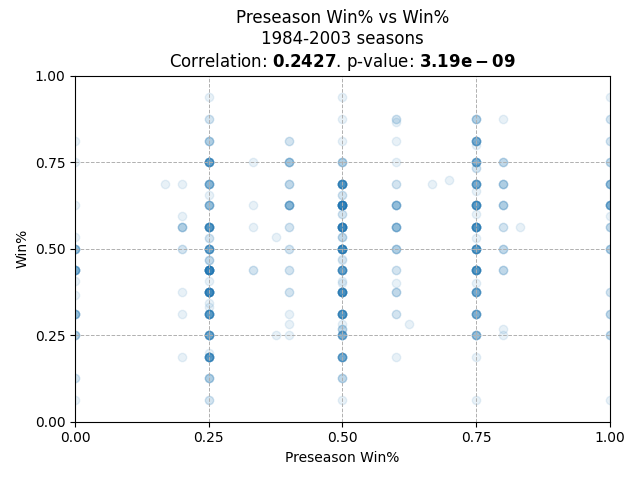 Preseason Win% vs Win%
1984-2003 seasons
Correlation: 0.2427. p-value: 3.19e − 09
1.00
0.75
0.50
0.25
0.00
Win%
0.00 0.25 0.50 0.75 1.00
Preseason Win%